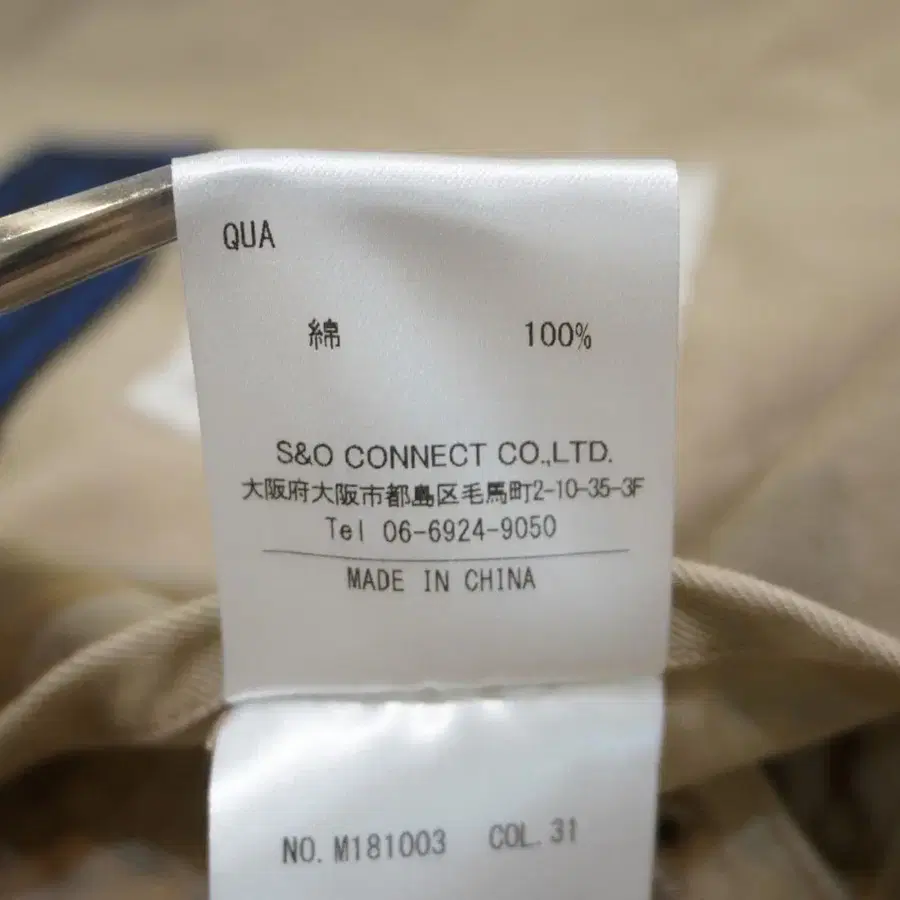 QUA
綿 100%
S&O CONNECT CO.,LTD.
大阪府大阪市都島区毛馬町2-10-35-3F
Tel 06-6924-9050
MADE IN CHINA
NO. M181003 COL. 31